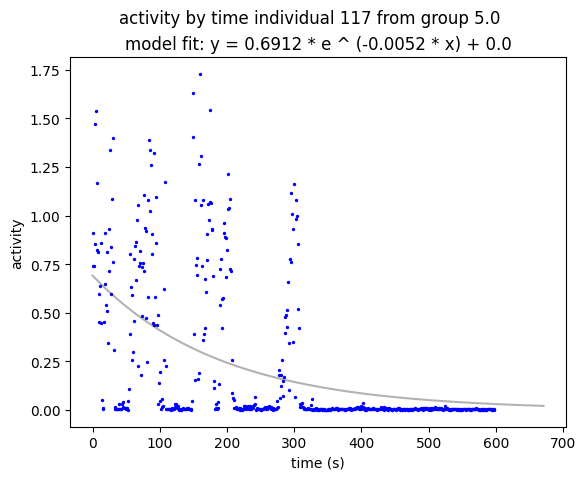 activity by time individual 117 from group 5.0
model fit: y = 0.6912 * e ^ (-0.0052 * x) + 0.0
1.75
1.50
1.25
1.00
0.75
0.50
0.25
0.00
activity
0 100 200 300 400 500 600 700
time (s)